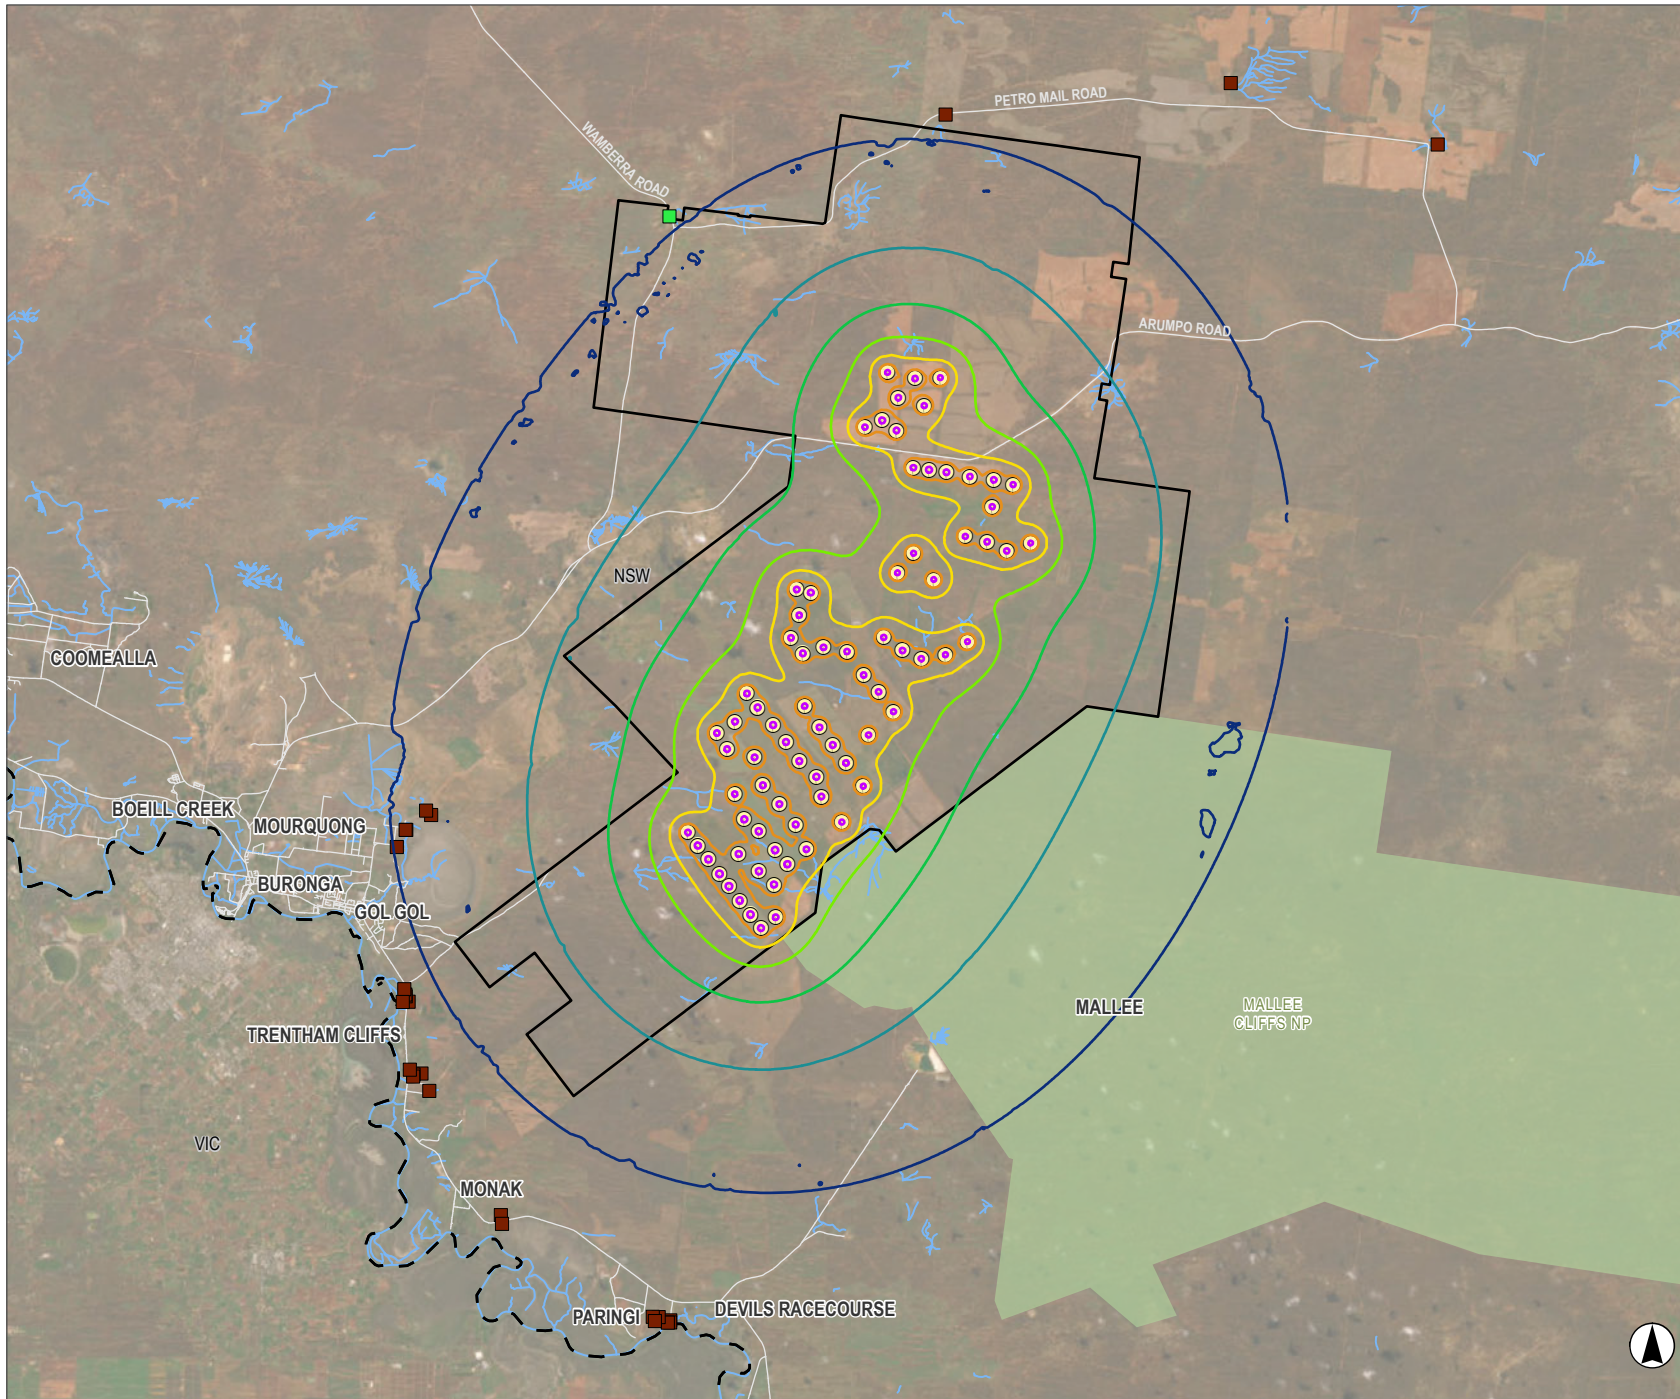 PETRO MAIL ROAD
WAMBERRA ROAD
ARUMPO ROAD
NSW
COOMEALLA
BOEILL CREEK
MOURQUONG
BURONGA
GOL GOL
MALLEE
MALLEE
CLIFFS NP
TRENTHAM CLIFFS
VIC
MONAK
PARINGI
DEVILS RACECOURSE